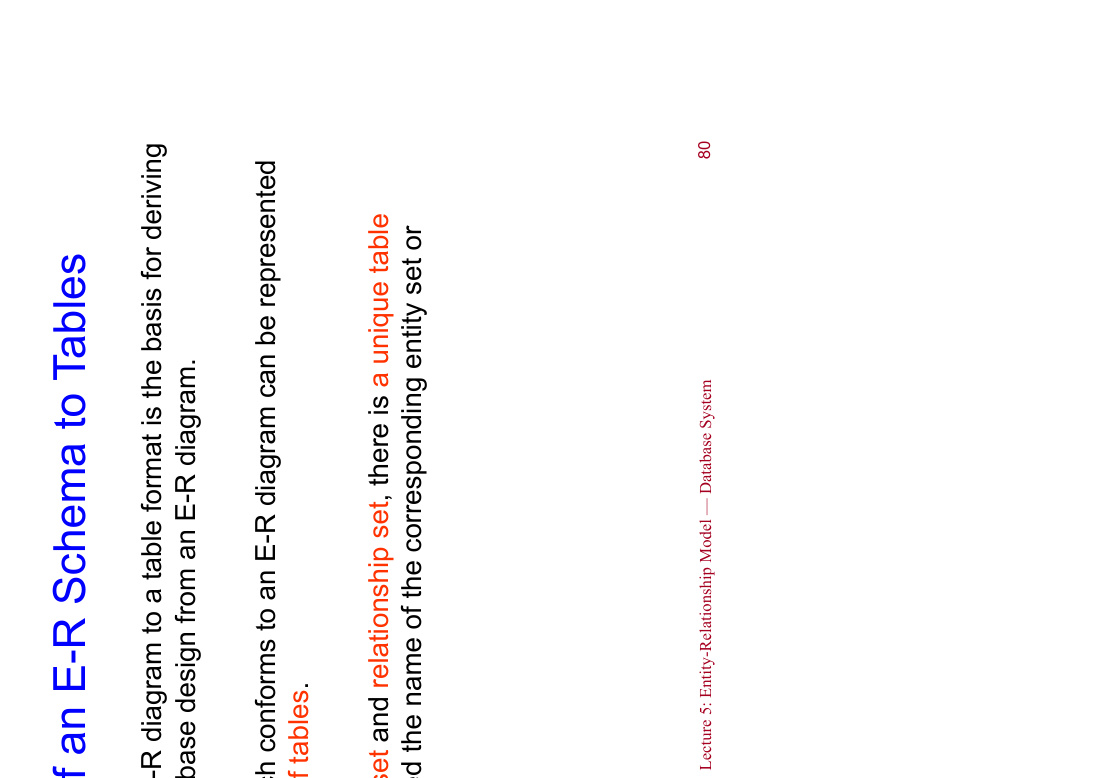 f an E-R Schema to Tables
-R diagram to a table format is the basis for deriving
base design from an E-R diagram.
ch conforms to an E-R diagram can be represented
f tables.
set and relationship set, there is a unique table
ed the name of the corresponding entity set or
Lecture 5: Entity-Relationship Model — Database System
80